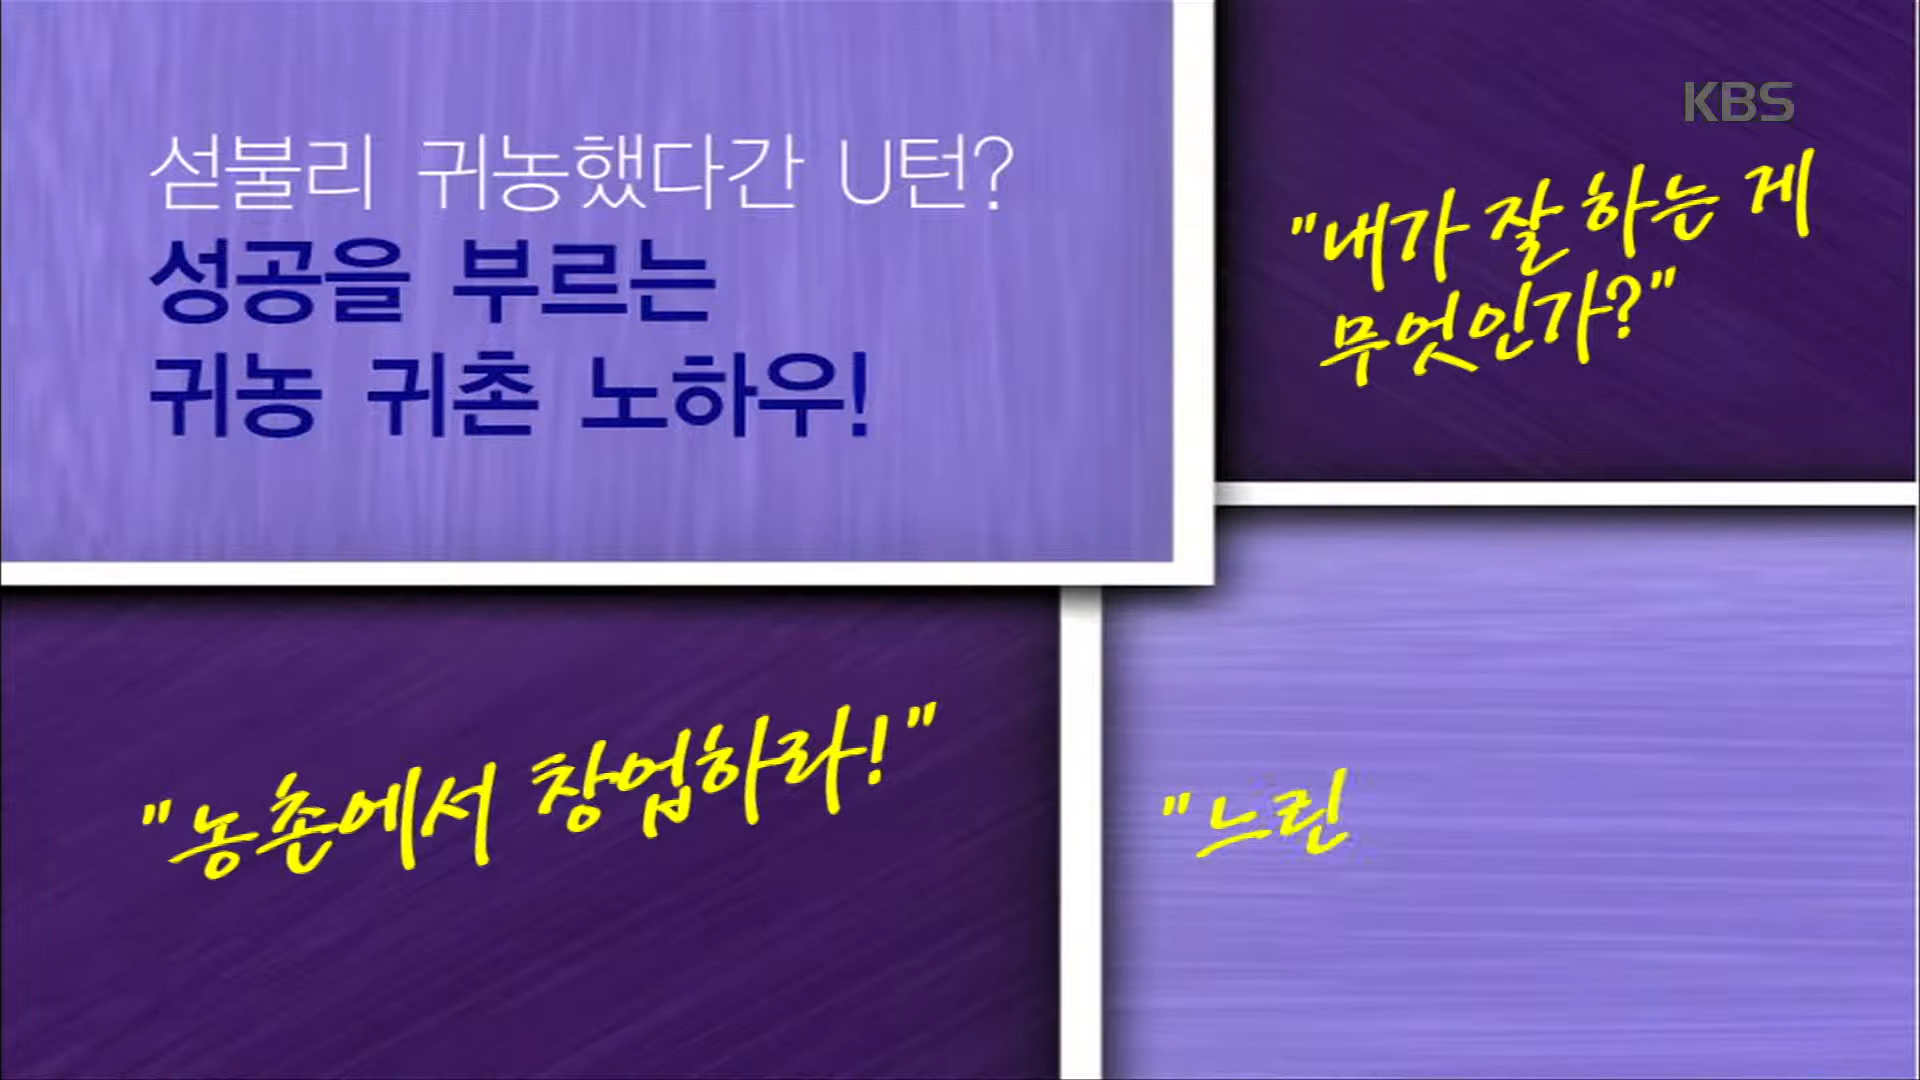 섣불리 귀농했다간 U턴?
성공을 부르는
귀농 귀촌 노하우!
KBS
"내가 잘 하는 게
무엇인가?"
"농촌에서 창업하라!"
"느린